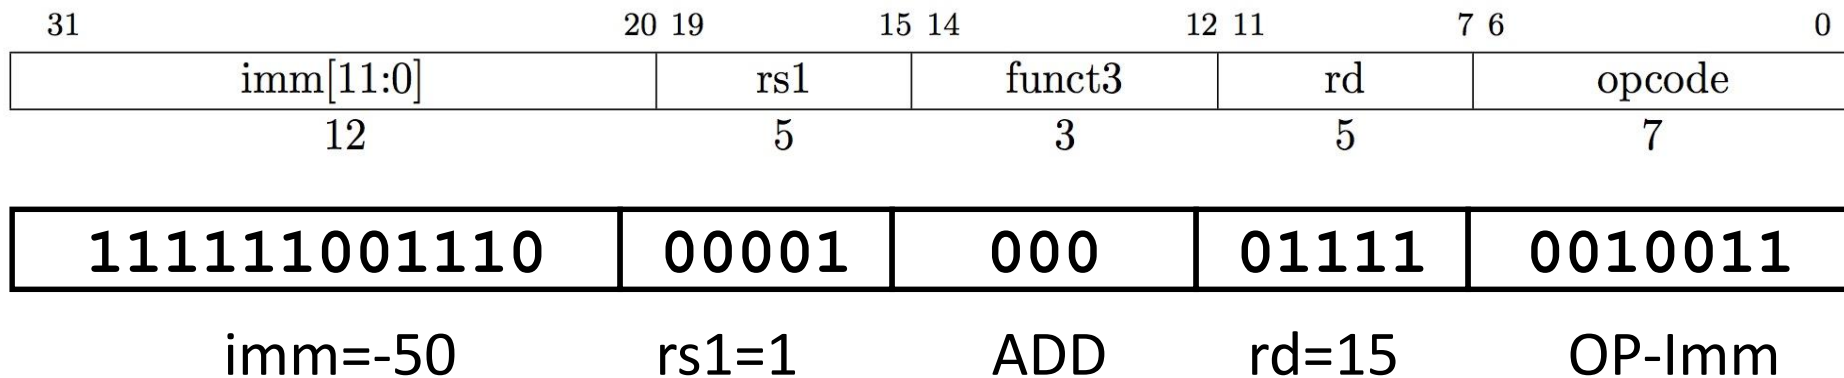 31 20 19 15 14 12 11 7 6 0
imm[11:0] rs1 funct3 rd opcode
12 5 3 5 7
111111001110 00001 000 01111 0010011
imm=-50 rs1=1 ADD rd=15 OP-Imm